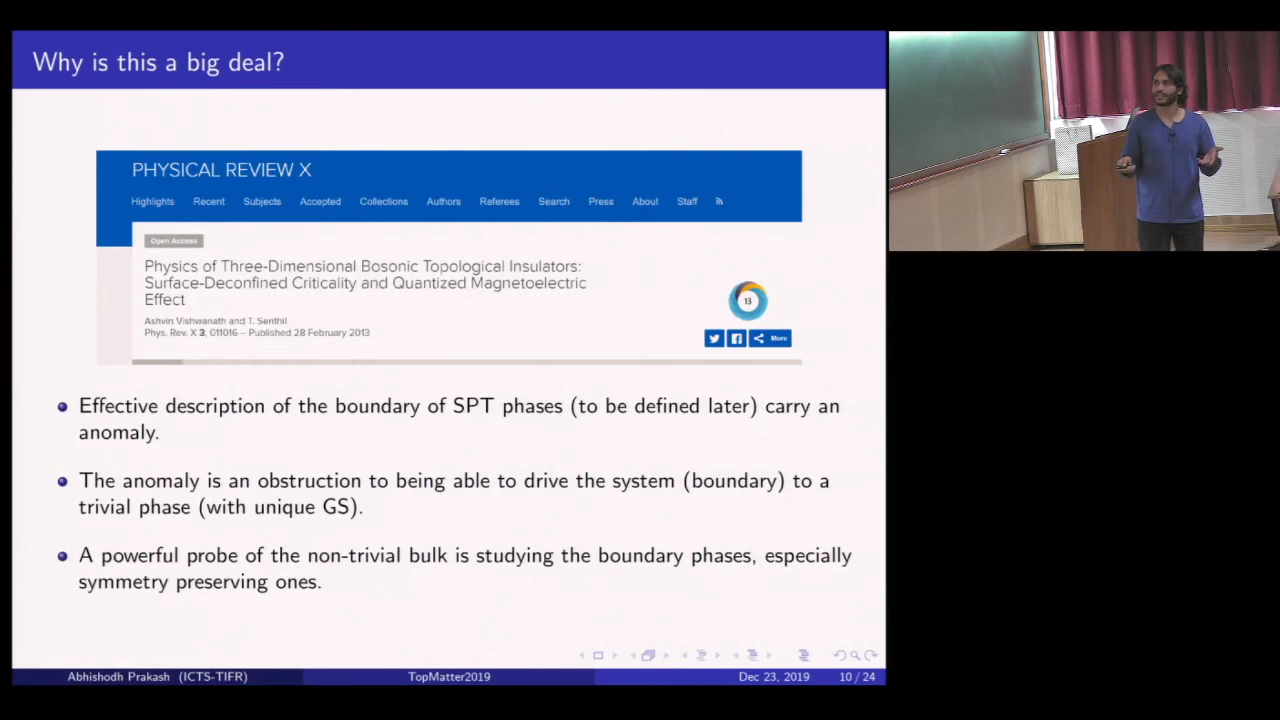 Why is this a big deal?
PHYSICAL REVIEW X
Highlights Recent Subjects Accepted Collections Authors Referees Search Press About Staff
Open Access
Physics of Three-Dimensional Bosonic Topological Insulators:
Surface-Deconfined Criticality and Quantized Magnetoelectric
Effect
Ashvin Vishwanath and T. Senthil
Phys. Rev. X 3, 011016 – Published 28 February 2013
13
More
Effective description of the boundary of SPT phases (to be defined later) carry an
anomaly.
The anomaly is an obstruction to being able to drive the system (boundary) to a
trivial phase (with unique GS).
A powerful probe of the non-trivial bulk is studying the boundary phases, especially
symmetry preserving ones.
Abhishodh Prakash (ICTS-TIFR) TopMatter2019 Dec 23, 2019 10 / 24